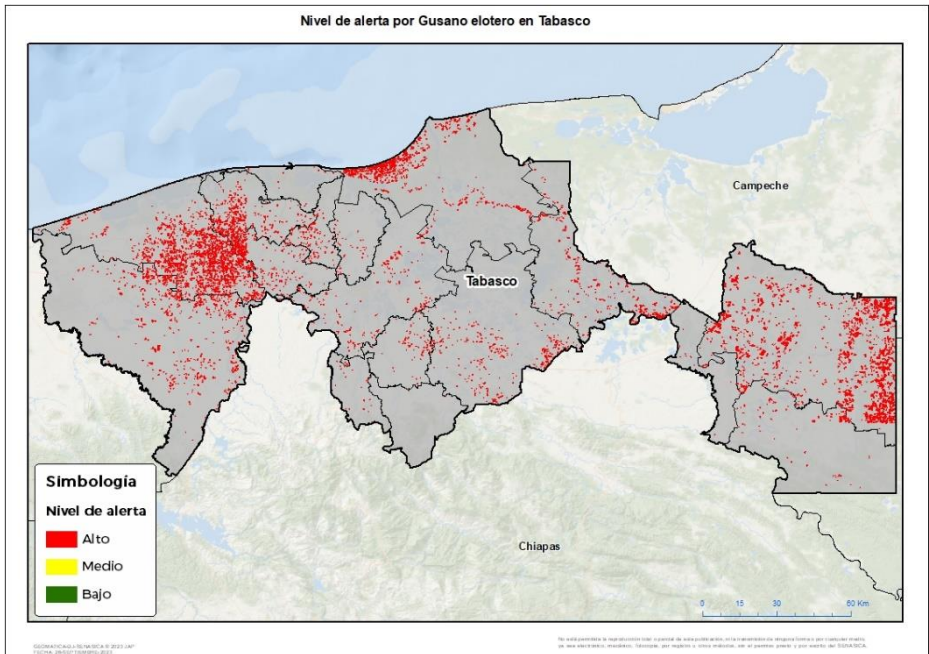 Nivel de alerta por Gusano elotero en Tabasco
Campeche
Tabasco
Chiapas
Simbología
Nivel de alerta
Alto
Medio
Bajo
0 15 30 60 Km